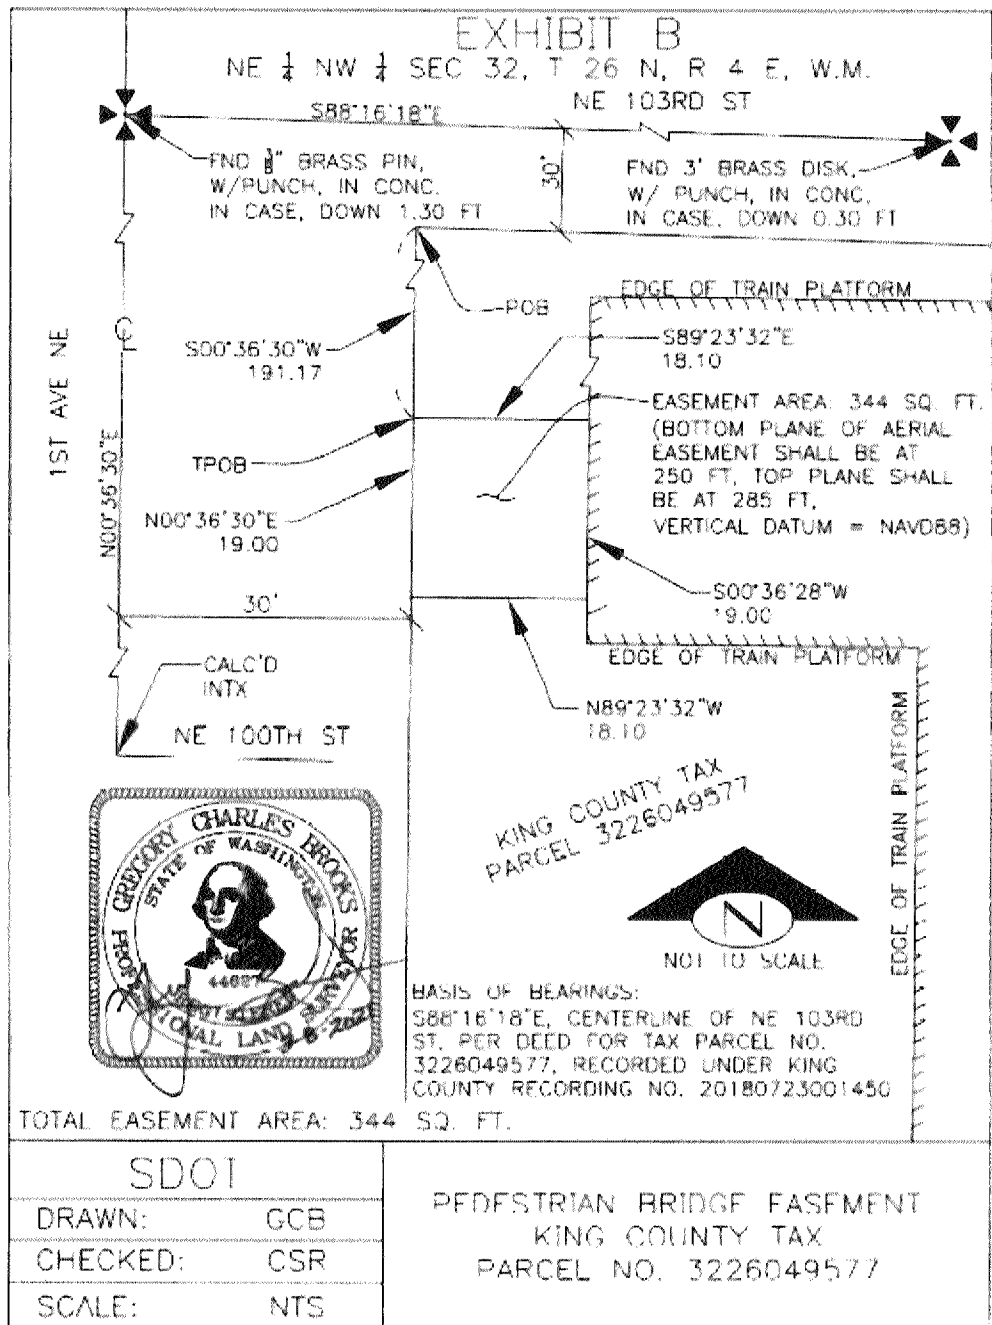 EXHIBIT B
NE 1/4 NW 1/4 SEC 32, T 26 N, R 4 E, W.M.
NE 103RD ST
S88°16'18"E
FND 3/8" BRASS PIN,
W/PUNCH, IN CONC.
IN CASE, DOWN 1.30 FT
30'
FND 3' BRASS DISK,
W/ PUNCH, IN CONC,
IN CASE, DOWN 0.30 FT
POB
EDGE OF TRAIN PLATFORM
1ST AVE NE
N00°36'30"E
S00°36'30"W
191.17
S89°23'32"E
18.10
EASEMENT AREA: 344 SQ. FT.
(BOTTOM PLANE OF AERIAL
EASEMENT SHALL BE AT
250 FT, TOP PLANE SHALL
BE AT 285 FT,
VERTICAL DATUM = NAVD88)
TPOB
N00°36'30"E
19.00
30'
S00°36'28"W
19.00
EDGE OF TRAIN PLATFORM
CALC'D
INTX
NE 100TH ST
N89°23'32"W
18.10
KING COUNTY TAX
PARCEL 3226049577
EDGE OF TRAIN PLATFORM
N
NOT TO SCALE
GREGORY CHARLES BROOKS
STATE OF WASHINGTON
PROFESSIONAL LAND SURVEYOR
BASIS OF BEARINGS:
S88°16'18"E, CENTERLINE OF NE 103RD
ST. PER DEED FOR TAX PARCEL NO.
3226049577, RECORDED UNDER KING
COUNTY RECORDING NO. 20180723001450
TOTAL EASEMENT AREA: 344 SQ. FT.
SDOT
DRAWN: GCB
CHECKED: CSR
SCALE: NTS
PEDESTRIAN BRIDGE EASEMENT
KING COUNTY TAX
PARCEL NO. 3226049577